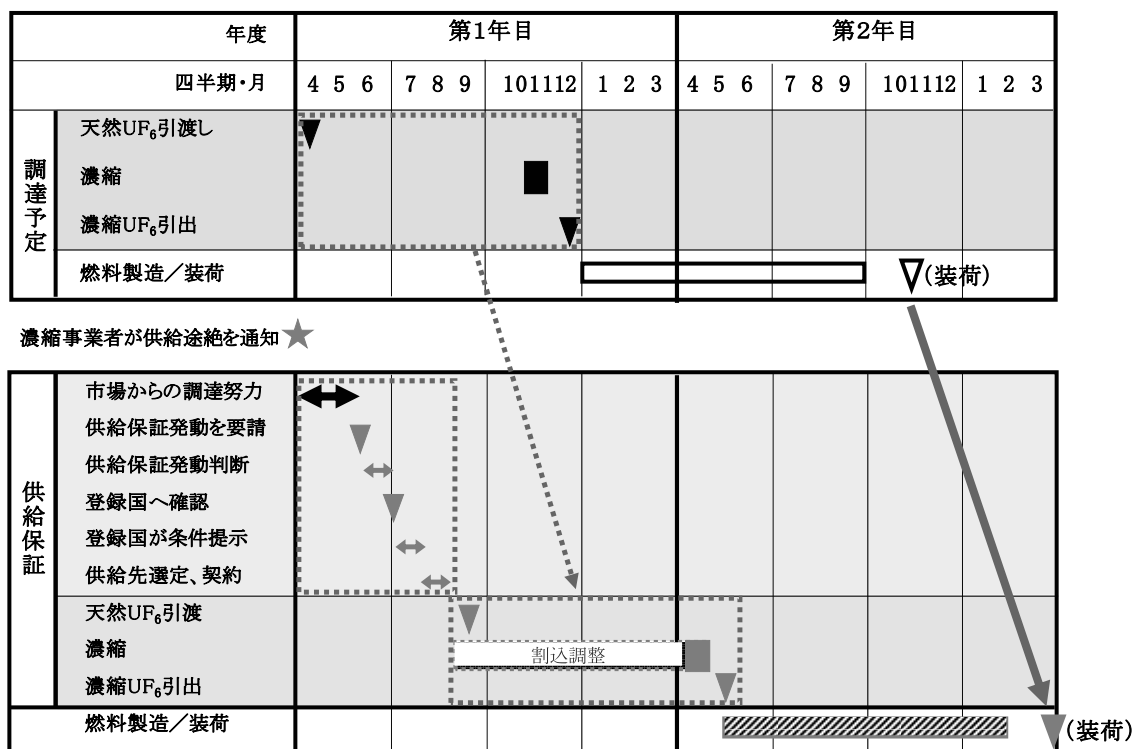 年度 第1年目 第2年目
四半期・月 4 5 6 7 8 9 10 11 12 1 2 3 4 5 6 7 8 9 10 11 12 1 2 3
調達予定
天然UF₆引渡し
濃縮
濃縮UF₆引出
燃料製造/装荷 (装荷)
濃縮事業者が供給途絶を通知
供給保証
市場からの調達努力
供給保証発動を要請
供給保証発動判断
登録国へ確認
登録国が条件提示
供給先選定、契約
天然UF₆引渡
濃縮 割込調整
濃縮UF₆引出
燃料製造/装荷 (装荷)